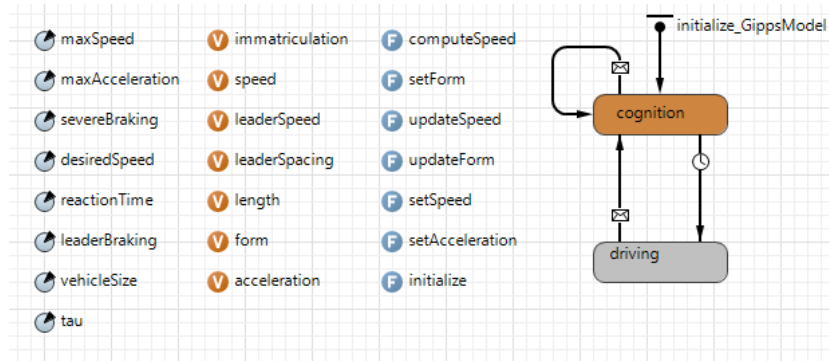 maxSpeed
maxAcceleration
severeBraking
desiredSpeed
reactionTime
leaderBraking
vehicleSize
tau
V immatriculation
V speed
V leaderSpeed
V leaderSpacing
V length
V form
V acceleration
F computeSpeed
F setForm
F updateSpeed
F updateForm
F setSpeed
F setAcceleration
F initialize
initialize_GippsModel
cognition
driving